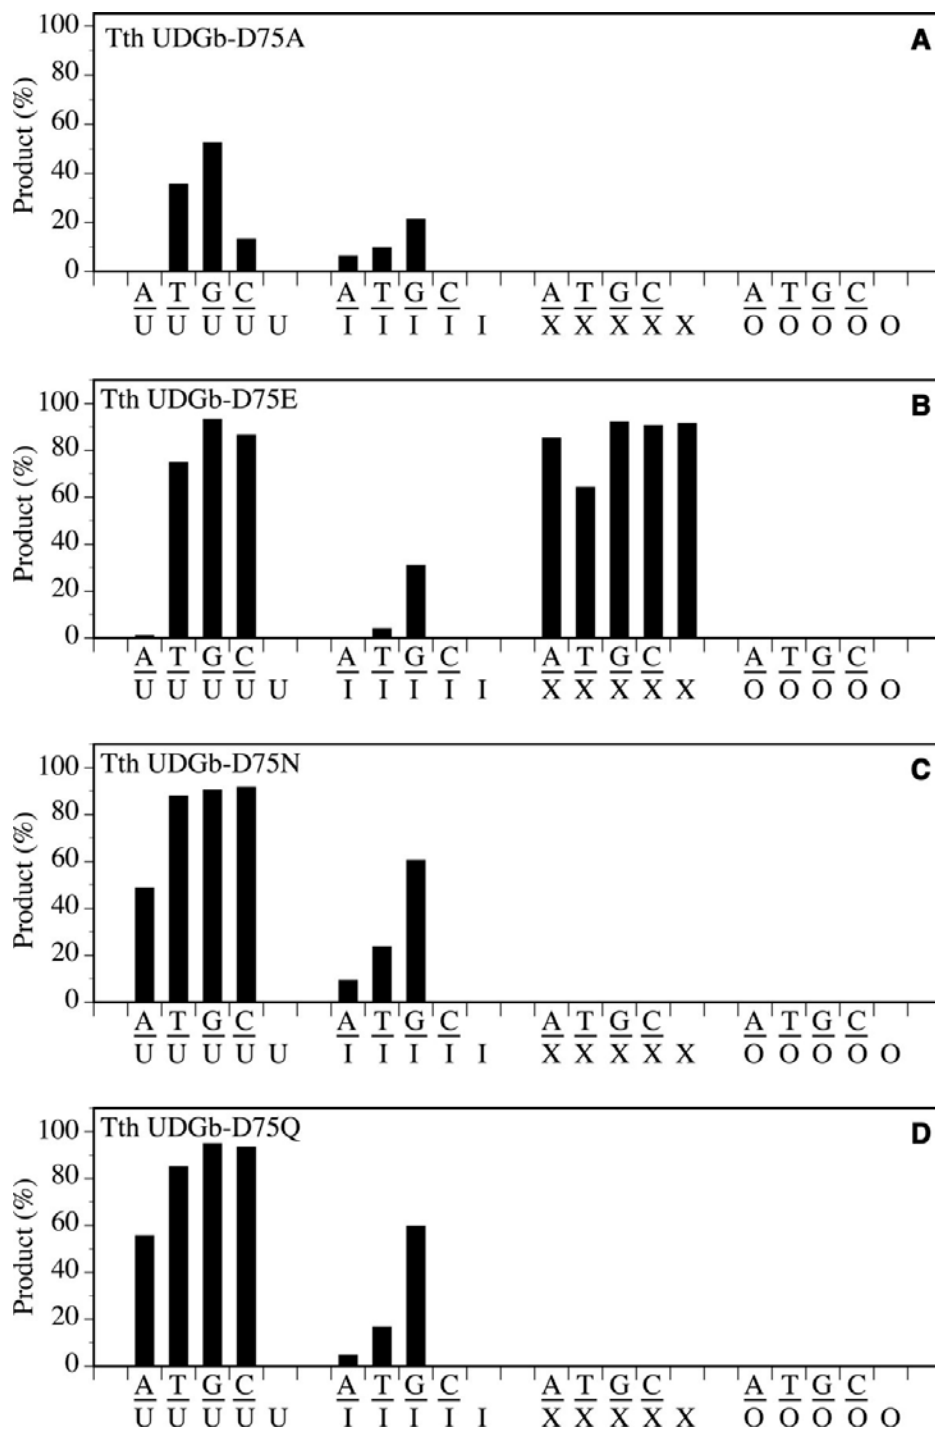 Tth UDGb-D75A
A
Product (%)
100
80
60
40
20
0
A T G C A T G C A T G C A T G C
U U U U U I I I I I X X X X X O O O O O
Tth UDGb-D75E
B
Product (%)
100
80
60
40
20
0
A T G C A T G C A T G C A T G C
U U U U U I I I I I X X X X X O O O O O
Tth UDGb-D75N
C
Product (%)
100
80
60
40
20
0
A T G C A T G C A T G C A T G C
U U U U U I I I I I X X X X X O O O O O
Tth UDGb-D75Q
D
Product (%)
100
80
60
40
20
0
A T G C A T G C A T G C A T G C
U U U U U I I I I I X X X X X O O O O O